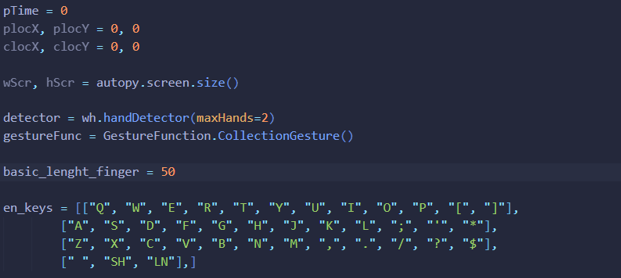 pTime = 0
plocX, plocY = 0, 0
clocX, clocY = 0, 0
wScr, hScr = autopy.screen.size()
detector = wh.handDetector(maxHands=2)
gestureFunc = GestureFunction.CollectionGesture()
basic_lenght_finger = 50
en_keys = [["Q", "W", "E", "R", "T", "Y", "U", "I", "O", "P", "[", "]"],
["A", "S", "D", "F", "G", "H", "J", "K", "L", ";", "'", "*"],
["Z", "X", "C", "V", "B", "N", "M", ",", ".", "/", "?", "$"],
[" ", "SH", "LN"],]